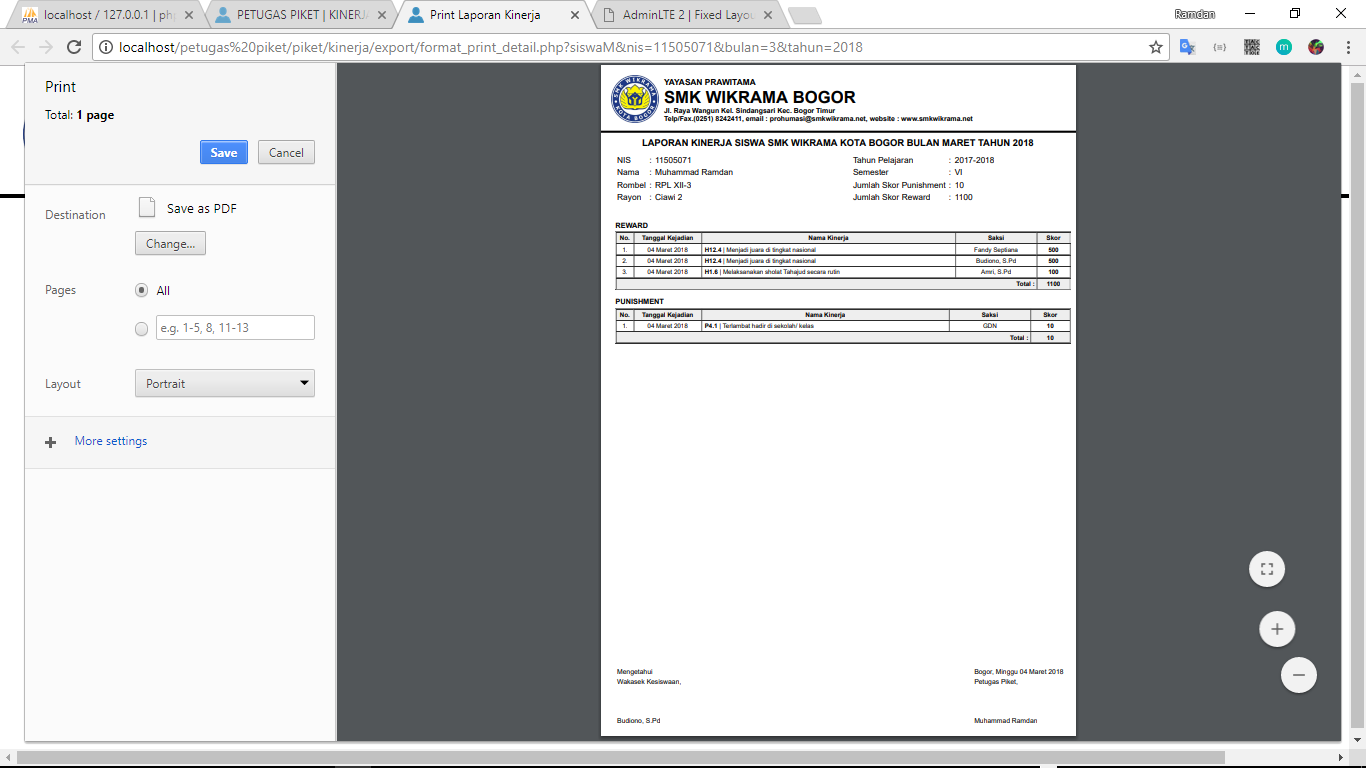 localhost / 127.0.0.1 | ph
PETUGAS PIKET | KINERJ
Print Laporan Kinerja
AdminLTE 2 | Fixed Layou
Ramdan
localhost/petugas%20piket/piket/kinerja/export/format_print_detail.php?siswaM&nis=11505071&bulan=3&tahun=2018
Print
Total: 1 page
Save
Cancel
Destination
Save as PDF
Change...
Pages
All
e.g. 1-5, 8, 11-13
Layout
Portrait
More settings
SMK WIKRAMA
KOTA BOGOR
YAYASAN PRAWITAMA
SMK WIKRAMA BOGOR
Jl. Raya Wangun Kel. Sindangsari Kec. Bogor Timur
Telp/Fax.(0251) 8242411, email : prohumasi@smkwikrama.net, website : www.smkwikrama.net
LAPORAN KINERJA SISWA SMK WIKRAMA KOTA BOGOR BULAN MARET TAHUN 2018
NIS : 11505071 Tahun Pelajaran : 2017-2018
Nama : Muhammad Ramdan Semester : VI
Rombel : RPL XII-3 Jumlah Skor Punishment : 10
Rayon : Ciawi 2 Jumlah Skor Reward : 1100
REWARD
No. Tanggal Kejadian Nama Kinerja Saksi Skor
1. 04 Maret 2018 H12.4 | Menjadi juara di tingkat nasional Fandy Septiana 500
2. 04 Maret 2018 H12.4 | Menjadi juara di tingkat nasional Budiono, S.Pd 500
3. 04 Maret 2018 H1.6 | Melaksanakan sholat Tahajud secara rutin Amri, S.Pd 100
Total : 1100
PUNISHMENT
No. Tanggal Kejadian Nama Kinerja Saksi Skor
1. 04 Maret 2018 P4.1 | Terlambat hadir di sekolah/ kelas GDN 10
Total : 10
Mengetahui Bogor, Minggu 04 Maret 2018
Wakasek Kesiswaan, Petugas Piket,
Budiono, S.Pd Muhammad Ramdan